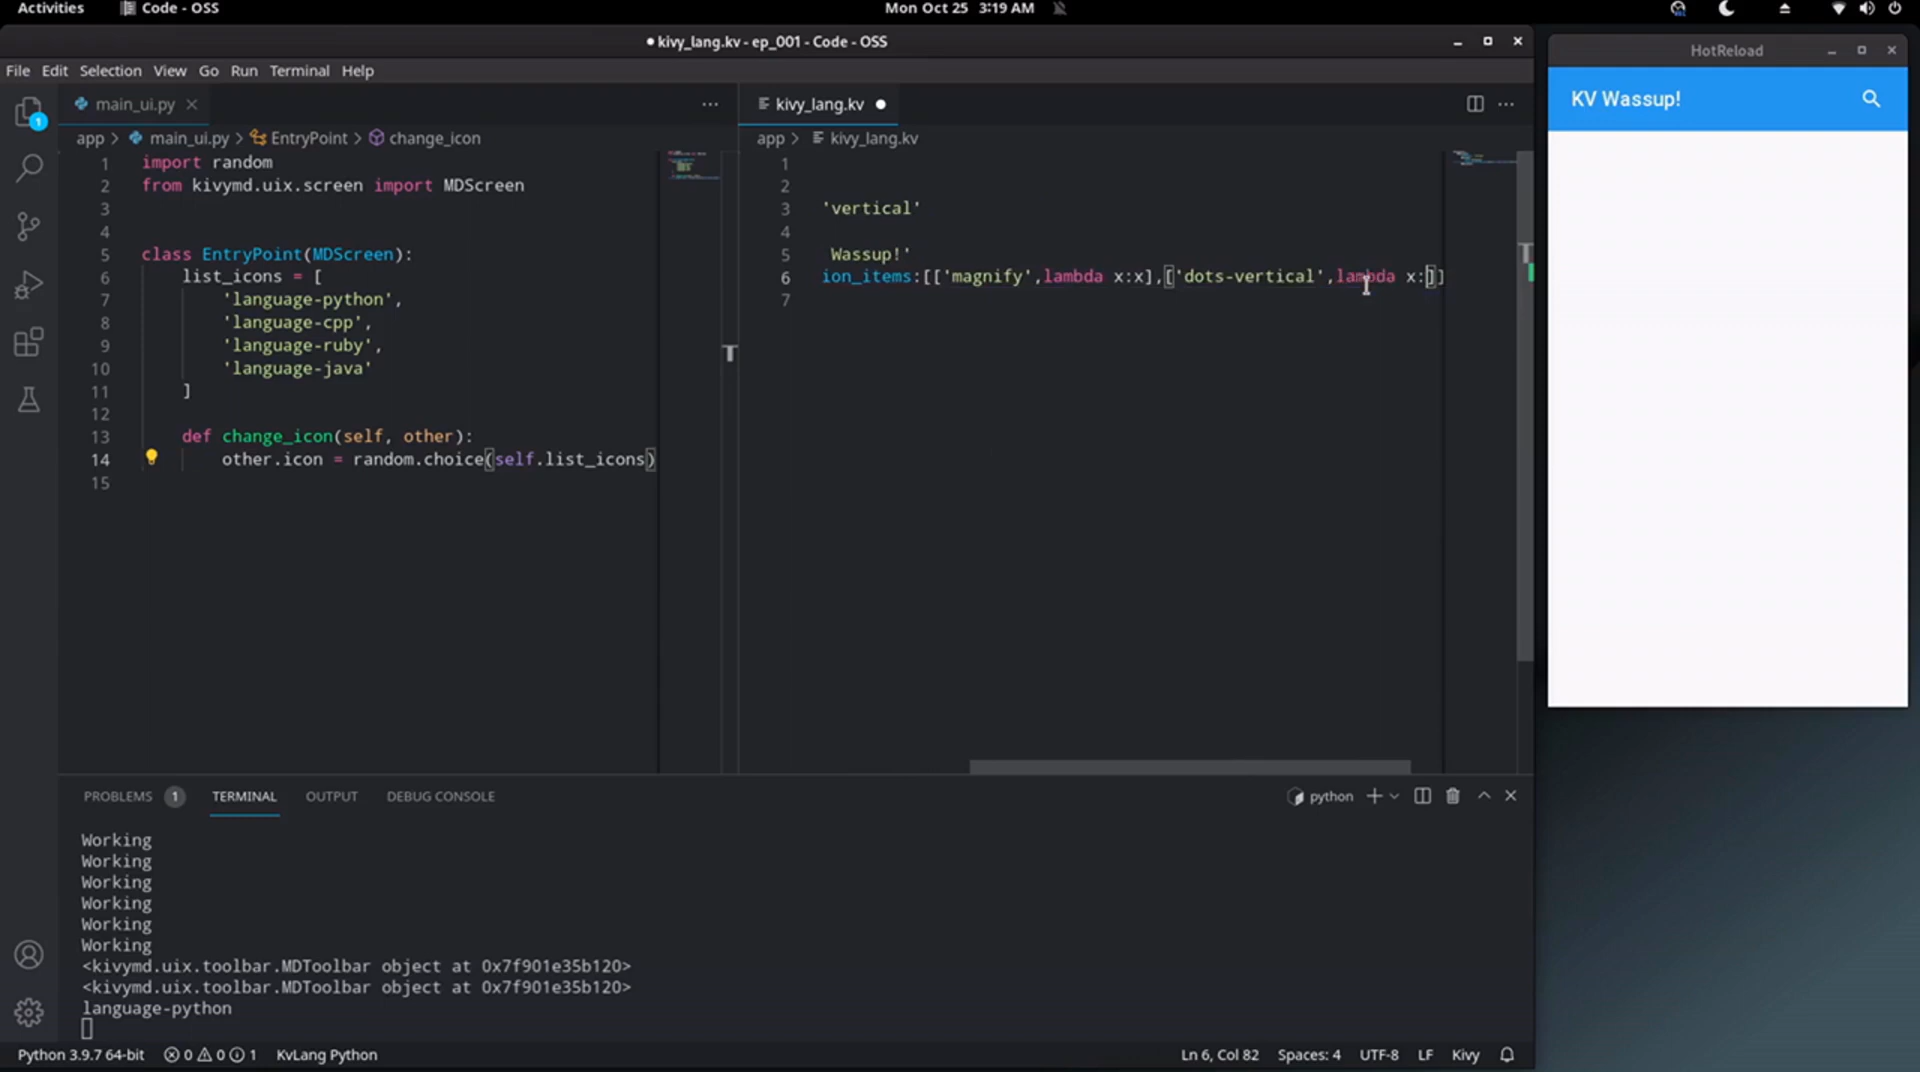 Activities
Code - OSS
Mon Oct 25 3:19 AM
kivy_lang.kv - ep_001 - Code - OSS
File Edit Selection View Go Run Terminal Help
main_ui.py
app > main_ui.py > EntryPoint > change_icon
1 import random
2 from kivymd.uix.screen import MDScreen
3
4
5 class EntryPoint(MDScreen):
6 list_icons = [
7 'language-python',
8 'language-cpp',
9 'language-ruby',
10 'language-java'
11 ]
12
13 def change_icon(self, other):
14 other.icon = random.choice(self.list_icons)
15
kivy_lang.kv
app > kivy_lang.kv
1
2
3 'vertical'
4
5 Wassup!'
6 ion_items:[['magnify',lambda x:x],['dots-vertical',lambda x:]]
7
HotReload
KV Wassup!
PROBLEMS 1 TERMINAL OUTPUT DEBUG CONSOLE
python
Working
Working
Working
Working
Working
Working
<kivymd.uix.toolbar.MDToolbar object at 0x7f901e35b120>
<kivymd.uix.toolbar.MDToolbar object at 0x7f901e35b120>
language-python
1
Python 3.9.7 64-bit 0 0 1 KvLang Python
Ln 6, Col 82 Spaces: 4 UTF-8 LF Kivy